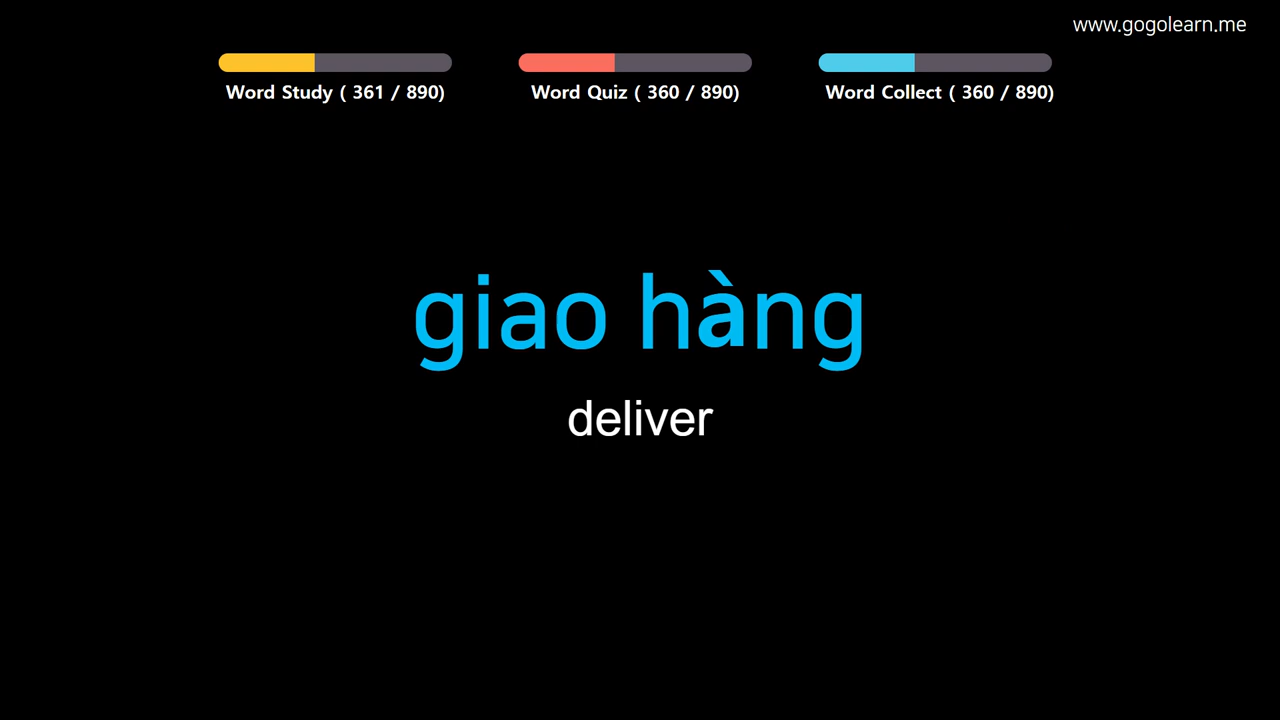 www.gogolearn.me
Word Study ( 361 / 890)
Word Quiz ( 360 / 890)
Word Collect ( 360 / 890)
giao hàng
deliver